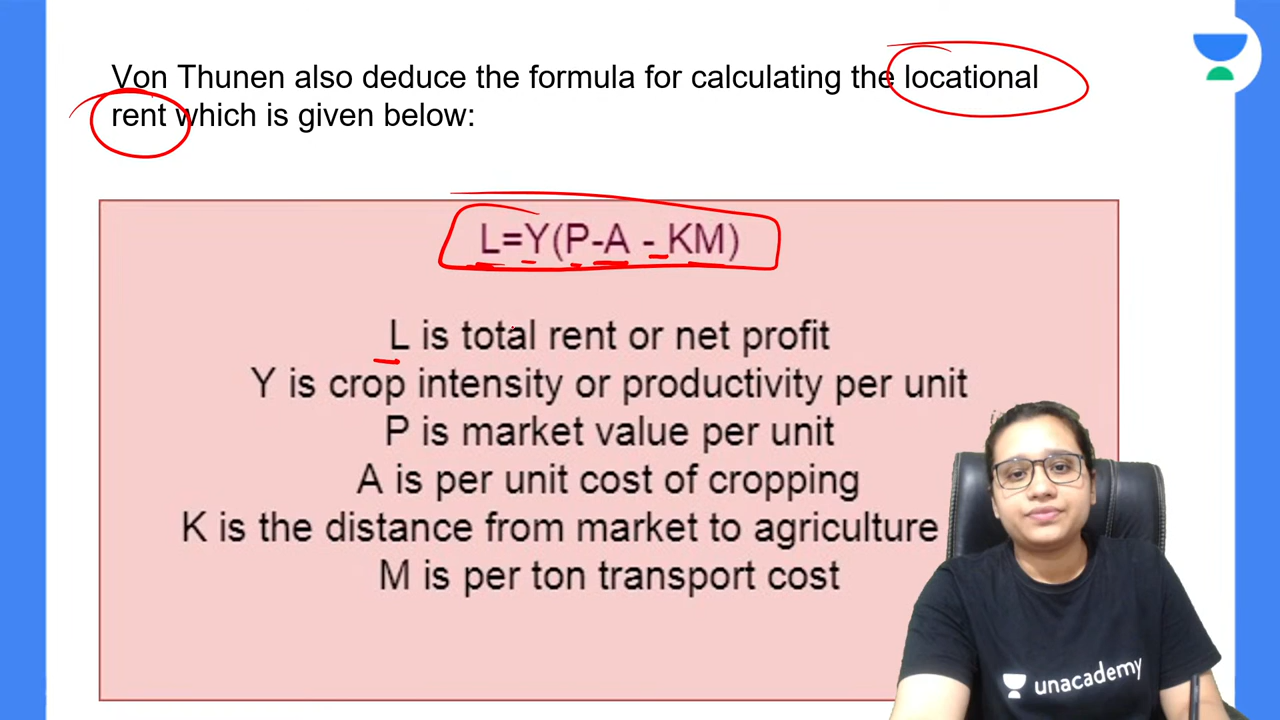 Von Thunen also deduce the formula for calculating the locational
rent which is given below:
L=Y(P-A - KM)
L is total rent or net profit
Y is crop intensity or productivity per unit
P is market value per unit
A is per unit cost of cropping
K is the distance from market to agriculture
M is per ton transport cost
unacademy